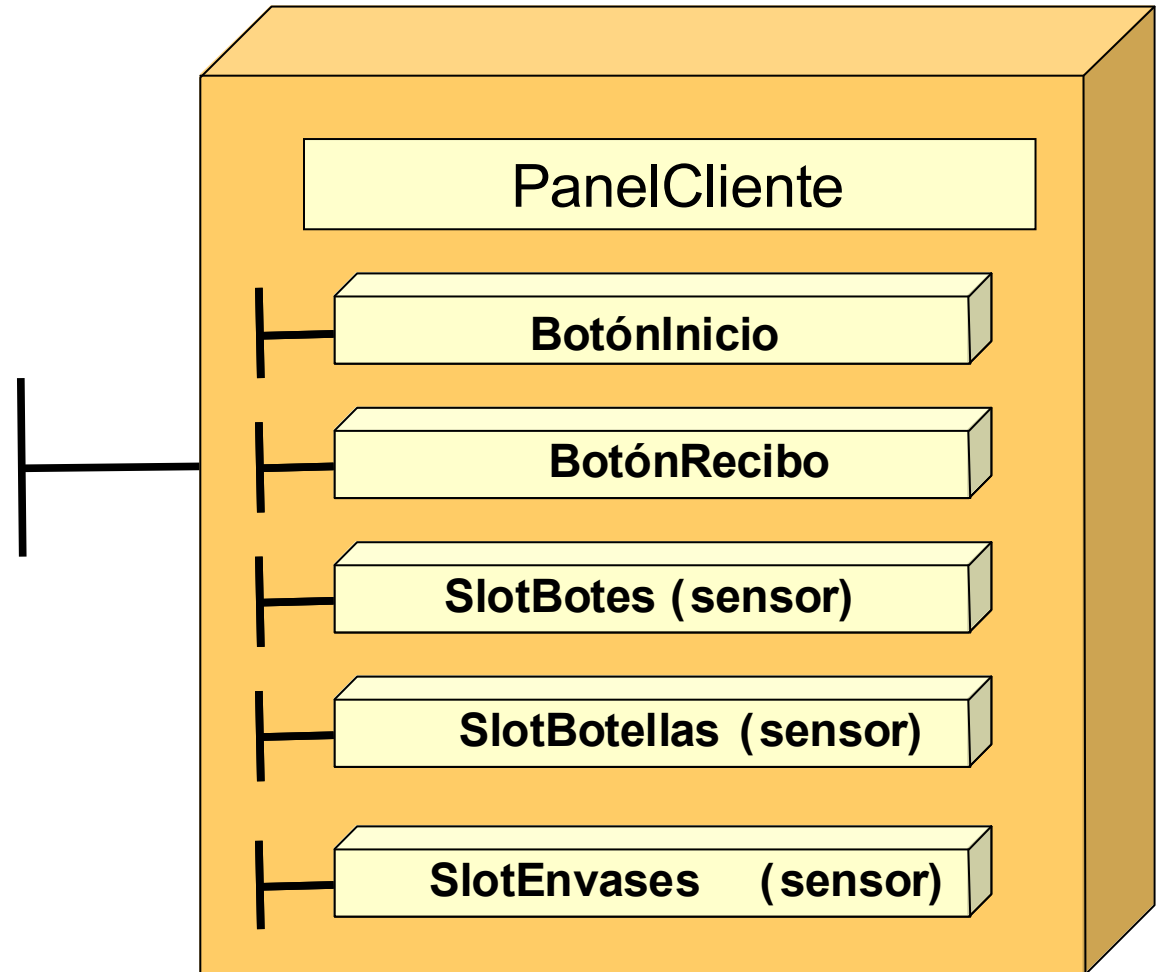 PanelCliente
BotónInicio
BotónRecibo
SlotBotes (sensor)
SlotBotellas (sensor)
SlotEnvases (sensor)